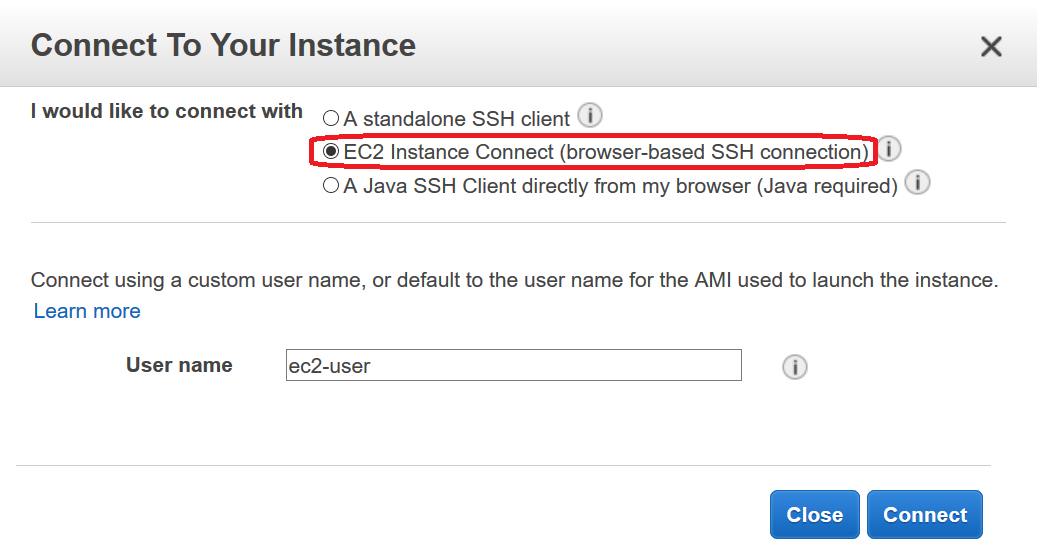 Connect To Your Instance
I would like to connect with
A standalone SSH client
EC2 Instance Connect (browser-based SSH connection)
A Java SSH Client directly from my browser (Java required)
Connect using a custom user name, or default to the user name for the AMI used to launch the instance.
Learn more
User name
ec2-user
Close
Connect